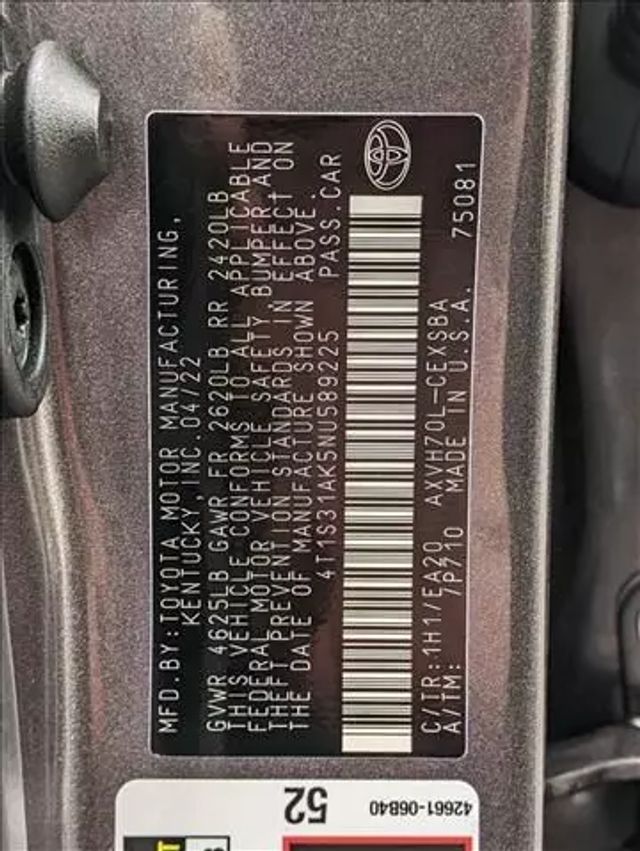 MFD.BY:TOYOTA MOTOR MANUFACTURING,
KENTUCKY,INC.04/22
GVWR 4625LB GAWR FR 2620LB RR 2420LB
THIS VEHICLE CONFORMS TO ALL APPLICABLE
FEDERAL MOTOR VEHICLE SAFETY,BUMPER,AND
THEFT PREVENTION STANDARDS IN EFFECT ON
THE DATE OF MANUFACTURE SHOWN ABOVE.
4T1S31AK5NU589225 PASS.CAR
C/TR:1H1/EA20 AXVH70L-CEXSBA
A/TM: /P710 MADE IN U.S.A. 75081
52
42661-06B40